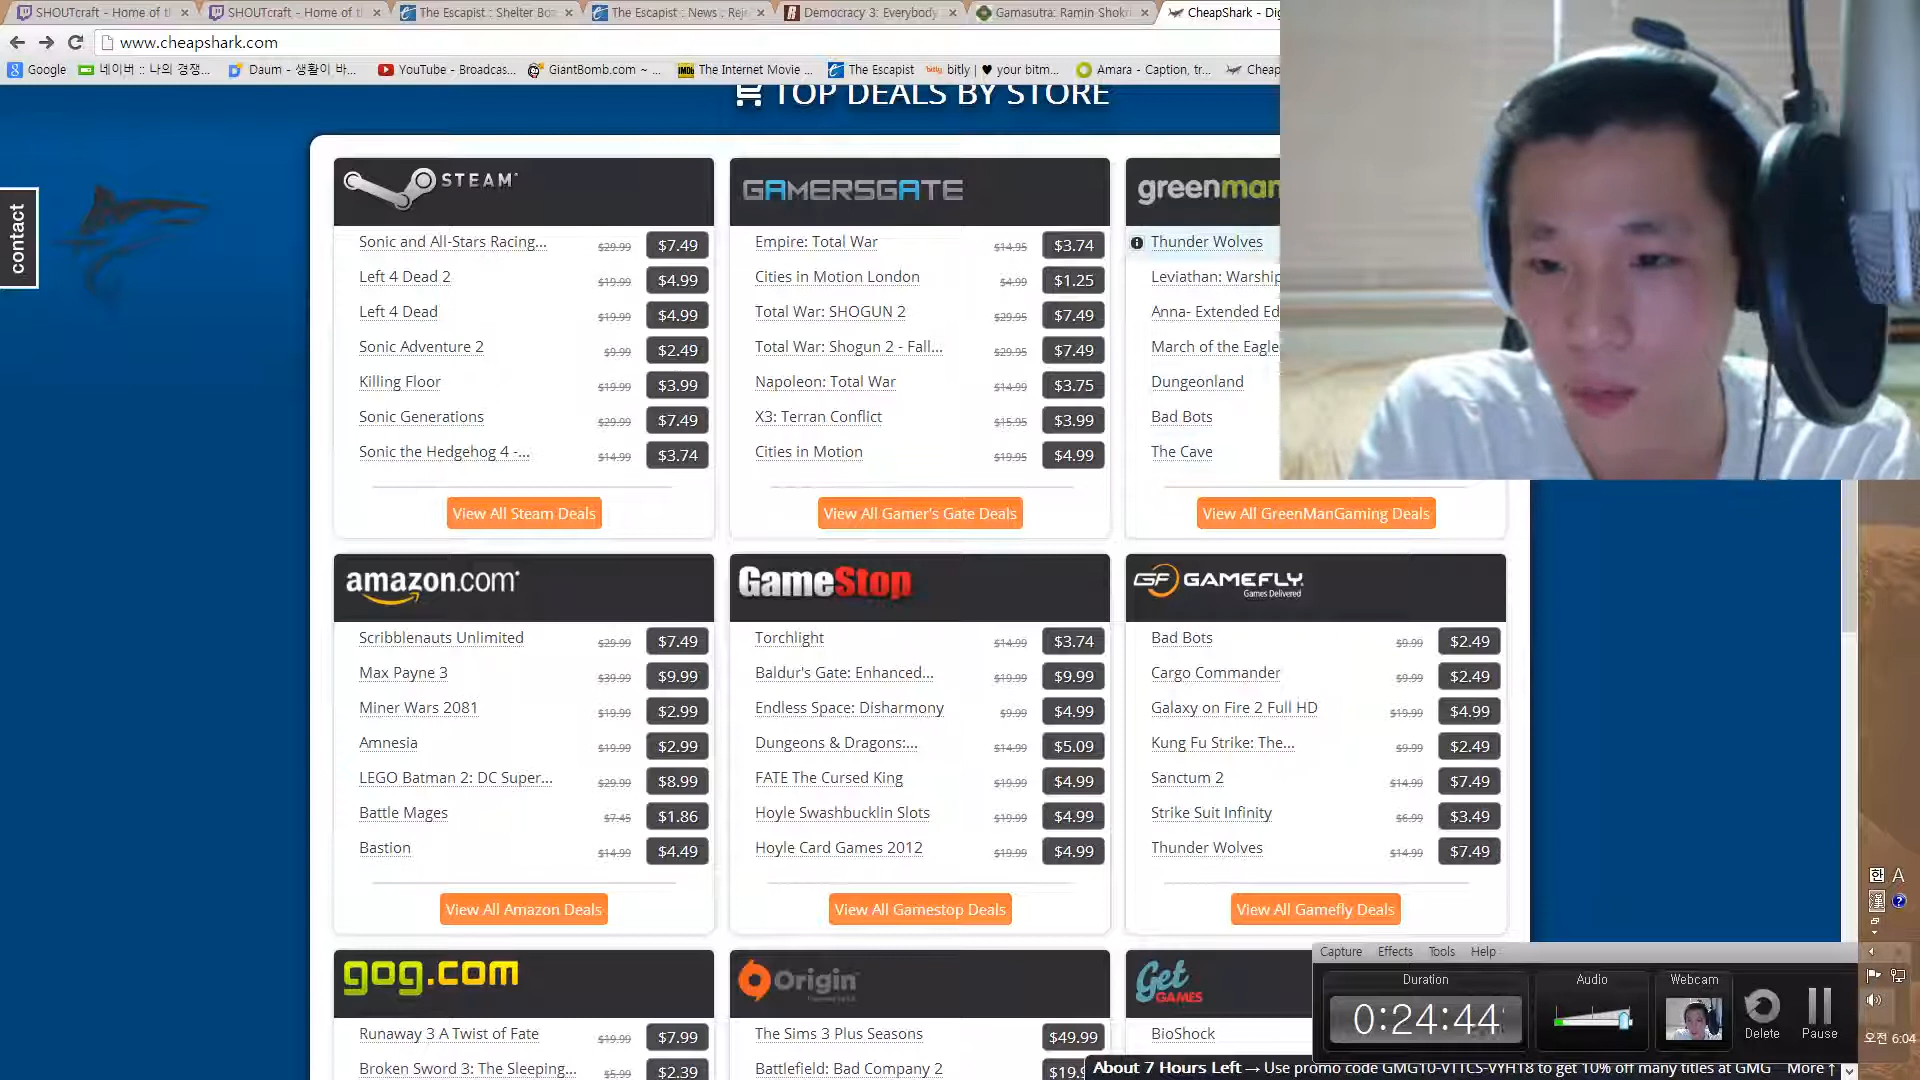 SHOUTcraft - Home of t
SHOUTcraft - Home of t
The Escapist : Shelter Bo
The Escapist : News , Rej
Democracy 3: Everybody
Gamasutra: Ramin Shok
CheapShark - Dig
www.cheapshark.com
Google
네이버 :: 나의 경쟁...
Daum - 생활이 바...
YouTube - Broadcas...
GiantBomb.com ~ ...
The Internet Movie ...
The Escapist
bitly | ♥ your bitm...
Amara - Caption, tr...
Cheap
TOP DEALS BY STORE
contact
STEAM
Sonic and All-Stars Racing... $29.99 $7.49
Left 4 Dead 2 $19.99 $4.99
Left 4 Dead $19.99 $4.99
Sonic Adventure 2 $9.99 $2.49
Killing Floor $19.99 $3.99
Sonic Generations $29.99 $7.49
Sonic the Hedgehog 4 -... $14.99 $3.74
View All Steam Deals
GAMERSGATE
Empire: Total War $14.95 $3.74
Cities in Motion London $4.99 $1.25
Total War: SHOGUN 2 $29.95 $7.49
Total War: Shogun 2 - Fall... $29.95 $7.49
Napoleon: Total War $14.99 $3.75
X3: Terran Conflict $15.95 $3.99
Cities in Motion $19.95 $4.99
View All Gamer's Gate Deals
greenman
Thunder Wolves
Leviathan: Warship
Anna- Extended Ed
March of the Eagle
Dungeonland
Bad Bots
The Cave
View All GreenManGaming Deals
amazon.com
Scribblenauts Unlimited $29.99 $7.49
Max Payne 3 $39.99 $9.99
Miner Wars 2081 $19.99 $2.99
Amnesia $19.99 $2.99
LEGO Batman 2: DC Super... $29.99 $8.99
Battle Mages $7.45 $1.86
Bastion $14.99 $4.49
View All Amazon Deals
GameStop
Torchlight $14.99 $3.74
Baldur's Gate: Enhanced... $19.99 $9.99
Endless Space: Disharmony $9.99 $4.99
Dungeons & Dragons:... $14.99 $5.09
FATE The Cursed King $19.99 $4.99
Hoyle Swashbucklin Slots $19.99 $4.99
Hoyle Card Games 2012 $19.99 $4.99
View All Gamestop Deals
GF GAMEFLY
Games Delivered
Bad Bots $9.99 $2.49
Cargo Commander $9.99 $2.49
Galaxy on Fire 2 Full HD $19.99 $4.99
Kung Fu Strike: The... $9.99 $2.49
Sanctum 2 $14.99 $7.49
Strike Suit Infinity $6.99 $3.49
Thunder Wolves $14.99 $7.49
View All Gamefly Deals
gog.com
Runaway 3 A Twist of Fate $19.99 $7.99
Broken Sword 3: The Sleeping... $5.99 $2.39
Origin
The Sims 3 Plus Seasons $49.99
Battlefield: Bad Company 2 $19.9
Get GAMES
BioShock
Capture Effects Tools Help
Duration
0:24:44
Audio
Webcam
Delete
Pause
About 7 Hours Left → Use promo code GMG10-VTTCS-VYH18 to get 10% off many titles at GMG More ↑
한 A
漢 ?
오전 6:04